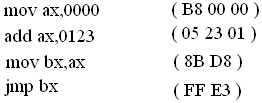 mov ax,0000 ( B8 00 00 )
add ax,0123 ( 05 23 01 )
mov bx,ax ( 8B D8 )
jmp bx ( FF E3 )